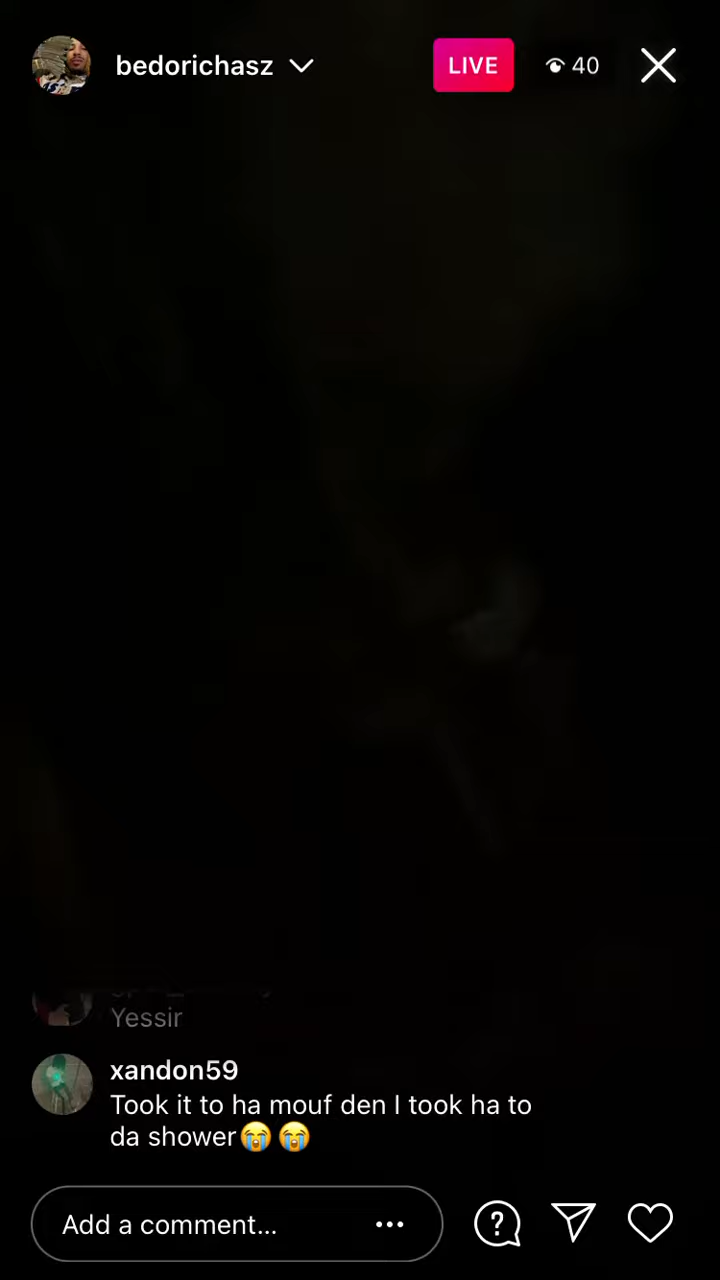 bedorichasz
LIVE
40
Yessir
xandon59
Took it to ha mouf den I took ha to
da shower😭😭
Add a comment...